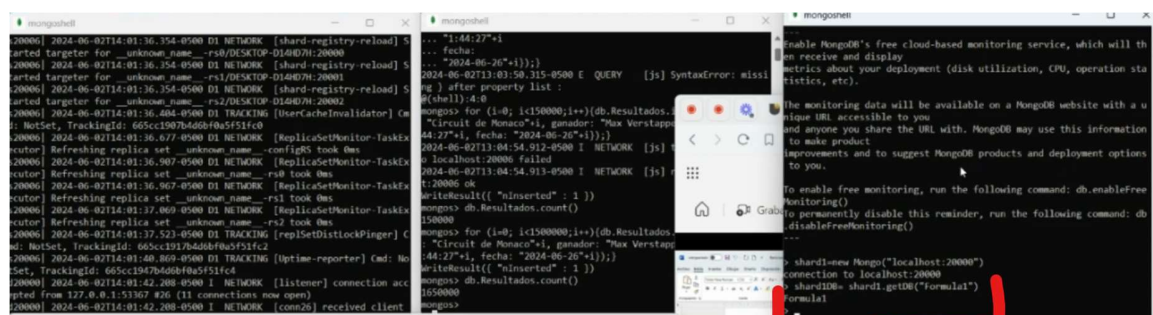 mongoshell
s20006| 2024-06-02T14:01:36.354-0500 D1 NETWORK  [shard-registry-reload] S
tarted targeter for __unknown_name__-rs0/DESKTOP-D14HD7H:20000
s20006| 2024-06-02T14:01:36.354-0500 D1 NETWORK  [shard-registry-reload] S
tarted targeter for __unknown_name__-rs1/DESKTOP-D14HD7H:20001
s20006| 2024-06-02T14:01:36.354-0500 D1 NETWORK  [shard-registry-reload] S
tarted targeter for __unknown_name__-rs2/DESKTOP-D14HD7H:20002
s20006| 2024-06-02T14:01:36.404-0500 D1 TRACKING [UserCacheInvalidator] Cm
d: NotSet, TrackingId: 665cc1907b4d6bf0a5f51fc0
s20006| 2024-06-02T14:01:36.677-0500 D1 NETWORK  [ReplicaSetMonitor-TaskEx
ecutor] Refreshing replica set __unknown_name__-configRS took 0ms
s20006| 2024-06-02T14:01:36.907-0500 D1 NETWORK  [ReplicaSetMonitor-TaskEx
ecutor] Refreshing replica set __unknown_name__-rs0 took 0ms
s20006| 2024-06-02T14:01:36.967-0500 D1 NETWORK  [ReplicaSetMonitor-TaskEx
ecutor] Refreshing replica set __unknown_name__-rs1 took 0ms
s20006| 2024-06-02T14:01:37.069-0500 D1 NETWORK  [ReplicaSetMonitor-TaskEx
ecutor] Refreshing replica set __unknown_name__-rs2 took 0ms
s20006| 2024-06-02T14:01:37.523-0500 D1 TRACKING [replSetDistLockPinger] C
md: NotSet, TrackingId: 665cc1917b4d6bf0a5f51fc2
s20006| 2024-06-02T14:01:40.869-0500 D1 TRACKING [Uptime-reporter] Cmd: No
tSet, TrackingId: 665cc1947b4d6bf0a5f51fc4
d20000| 2024-06-02T14:01:42.208-0500 I  NETWORK  [listener] connection acc
epted from 127.0.0.1:53367 #26 (11 connections now open)
d20000| 2024-06-02T14:01:42.208-0500 I  NETWORK  [conn26] received client
mongoshell
... "1:44:27"+i
... fecha:
... "2024-06-26"+i});}
2024-06-02T13:03:50.315-0500 E  QUERY    [js] SyntaxError: missi
ng } after property list :
@(shell):4:0
mongos> for (i=0; i<150000;i++){db.Resultados.
 "Circuit de Monaco"+i, ganador: "Max Verstapp
44:27"+i, fecha: "2024-06-26"+i});}
2024-06-02T13:04:54.912-0500 I  NETWORK  [js]
o localhost:20006 failed
2024-06-02T13:04:54.913-0500 I  NETWORK  [js]
t:20006 ok
WriteResult({ "nInserted" : 1 })
mongos> db.Resultados.count()
150000
mongos> for (i=0; i<150000;i++){db.Resultados.
: "Circuit de Monaco"+i, ganador: "Max Verstapp
:44:27"+i, fecha: "2024-06-26"+i});}
WriteResult({ "nInserted" : 1 })
mongos> db.Resultados.count()
1650000
mongos>
Graba
mongoshell
---
Enable MongoDB's free cloud-based monitoring service, which will th
en receive and display
metrics about your deployment (disk utilization, CPU, operation sta
tistics, etc).
The monitoring data will be available on a MongoDB website with a u
nique URL accessible to you
and anyone you share the URL with. MongoDB may use this information
 to make product
improvements and to suggest MongoDB products and deployment options
 to you.
To enable free monitoring, run the following command: db.enableFree
Monitoring()
To permanently disable this reminder, run the following command: db
.disableFreeMonitoring()
---
> shard1=new Mongo("localhost:20000")
connection to localhost:20000
> shard1DB= shard1.getDB("Formula1")
Formula1
>